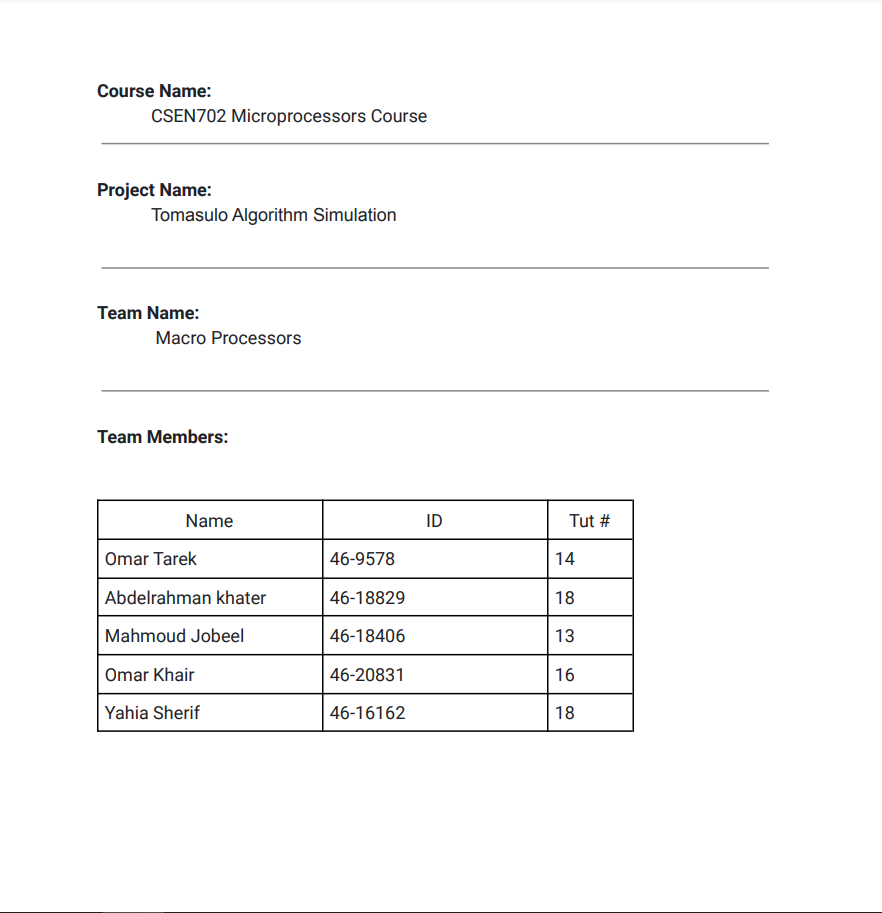 Course Name:
CSEN702 Microprocessors Course
Project Name:
Tomasulo Algorithm Simulation
Team Name:
Macro Processors
Team Members:
Name ID Tut #
Omar Tarek 46-9578 14
Abdelrahman khater 46-18829 18
Mahmoud Jobeel 46-18406 13
Omar Khair 46-20831 16
Yahia Sherif 46-16162 18